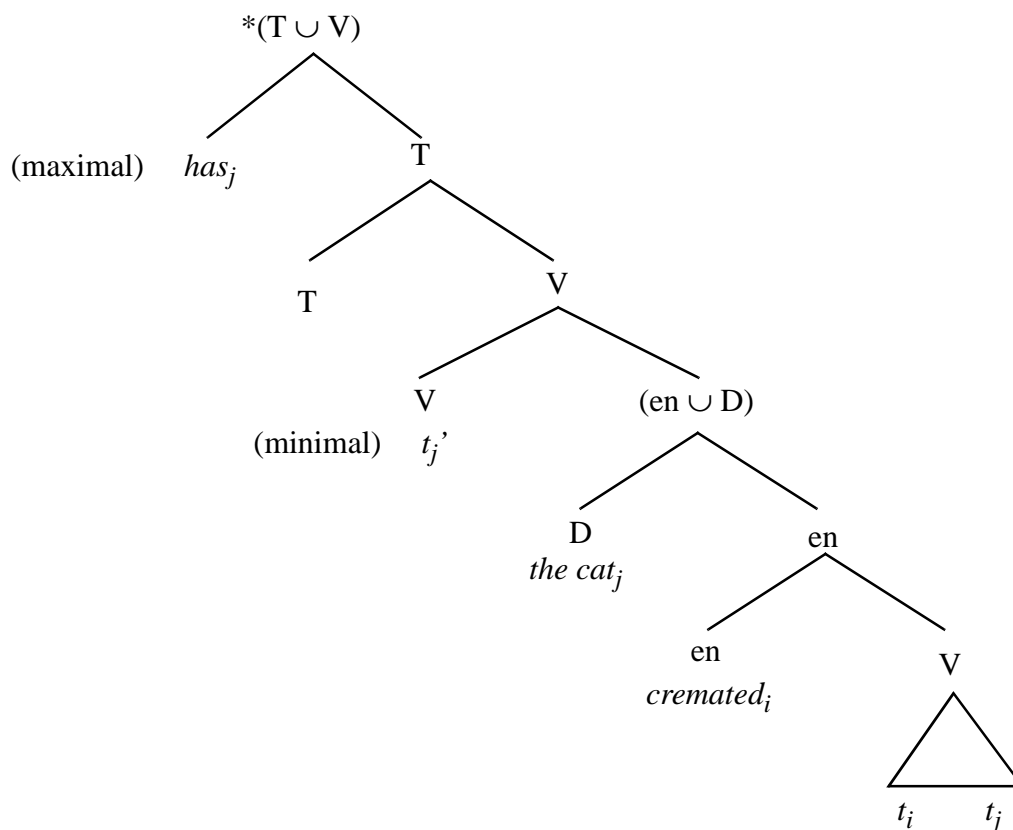 *(T ∪ V)
(maximal) has_j T
T V
V (en ∪ D)
(minimal) t_j’
D en
the cat_j
en V
cremated_i
t_i t_j